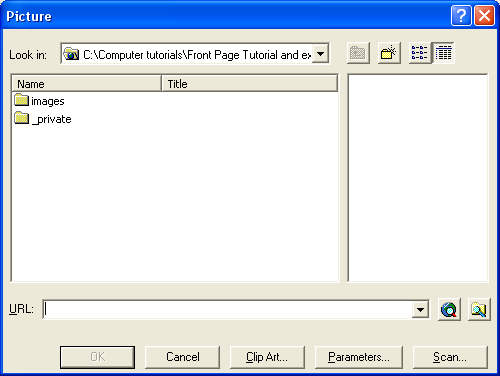 Picture
Look in: C:\Computer tutorials\Front Page Tutorial and ex
Name Title
images
_private
URL:
OK Cancel Clip Art... Parameters... Scan...